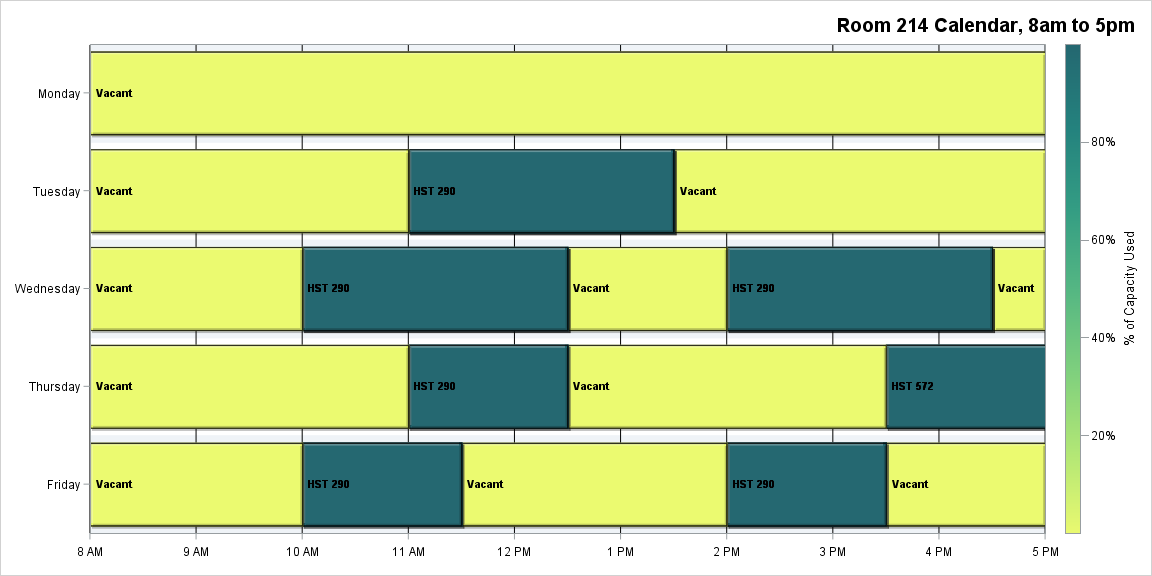 Room 214 Calendar, 8am to 5pm
Monday
Vacant
Tuesday
Vacant
HST 290
Vacant
Wednesday
Vacant
HST 290
Vacant
HST 290
Vacant
Thursday
Vacant
HST 290
Vacant
HST 572
Friday
Vacant
HST 290
Vacant
HST 290
Vacant
8 AM
9 AM
10 AM
11 AM
12 PM
1 PM
2 PM
3 PM
4 PM
5 PM
80%
60%
40%
20%
% of Capacity Used